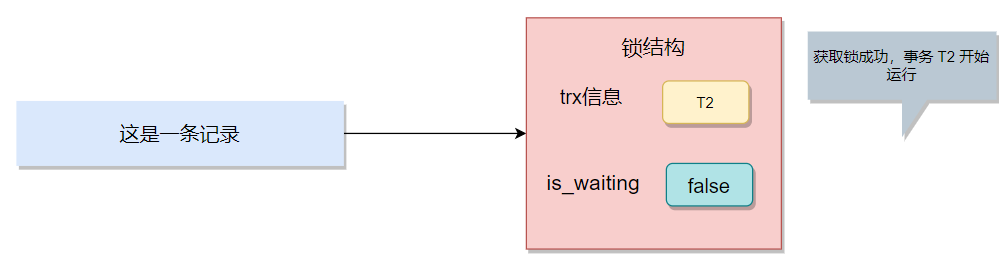 锁结构
获取锁成功，事务 T2 开始
运行
trx信息
T2
这是一条记录
is_waiting
false